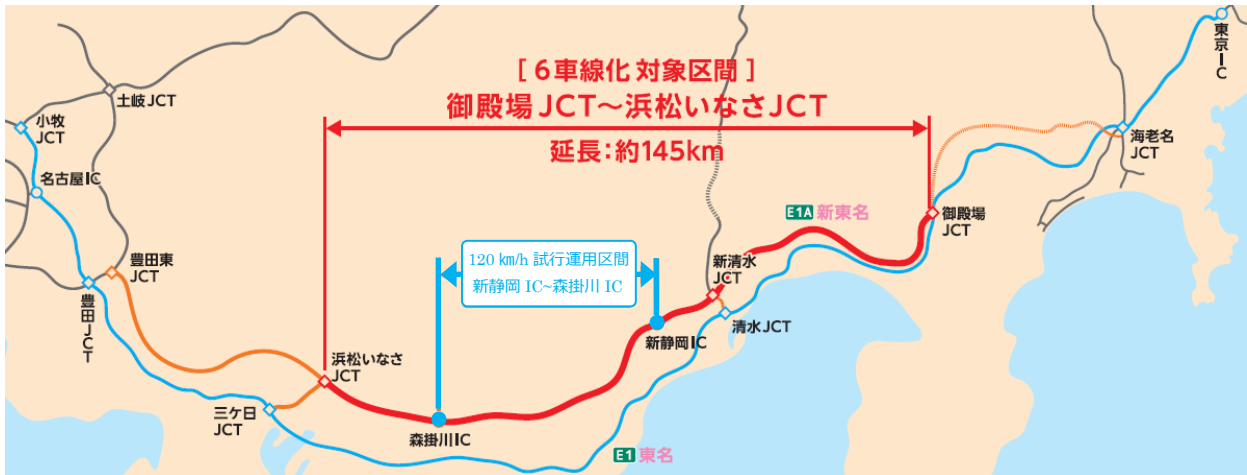 [ 6車線化 対象区間 ]
御殿場JCT～浜松いなさJCT
延長:約145km
東京IC
土岐JCT
小牧
JCT
海老名
JCT
名古屋IC
E1A 新東名
御殿場
JCT
120 km/h 試行運用区間
新静岡 IC~森掛川 IC
豊田東
JCT
新清水
JCT
豊田JCT
清水JCT
新静岡IC
浜松いなさ
JCT
三ケ日
JCT
森掛川IC
E1 東名